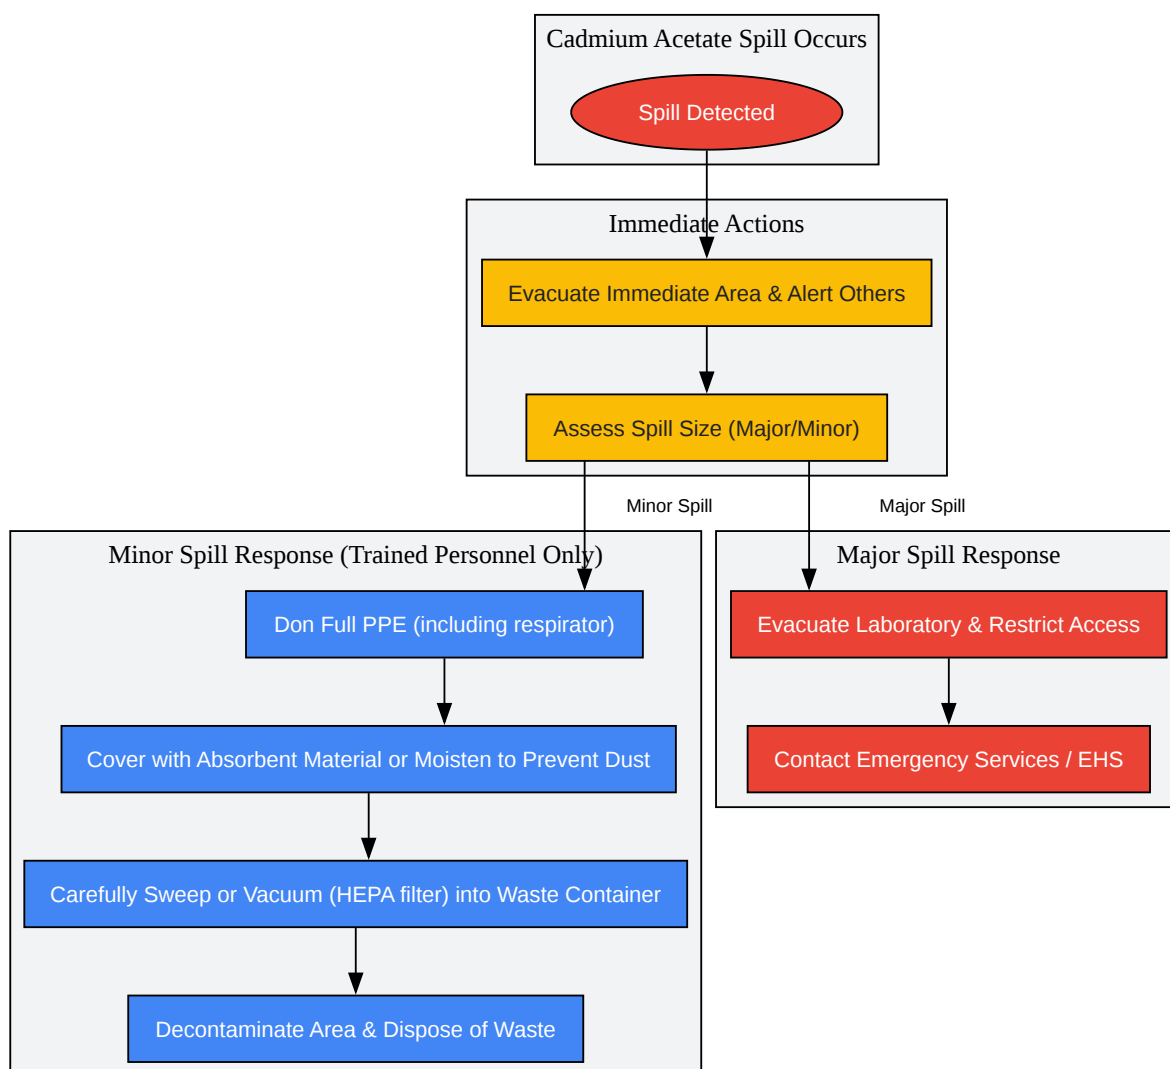 Cadmium Acetate Spill Occurs
Spill Detected
Immediate Actions
Evacuate Immediate Area & Alert Others
Assess Spill Size (Major/Minor)
Minor Spill
Major Spill
Minor Spill Response (Trained Personnel Only)
Don Full PPE (including respirator)
Cover with Absorbent Material or Moisten to Prevent Dust
Carefully Sweep or Vacuum (HEPA filter) into Waste Container
Decontaminate Area & Dispose of Waste
Major Spill Response
Evacuate Laboratory & Restrict Access
Contact Emergency Services / EHS